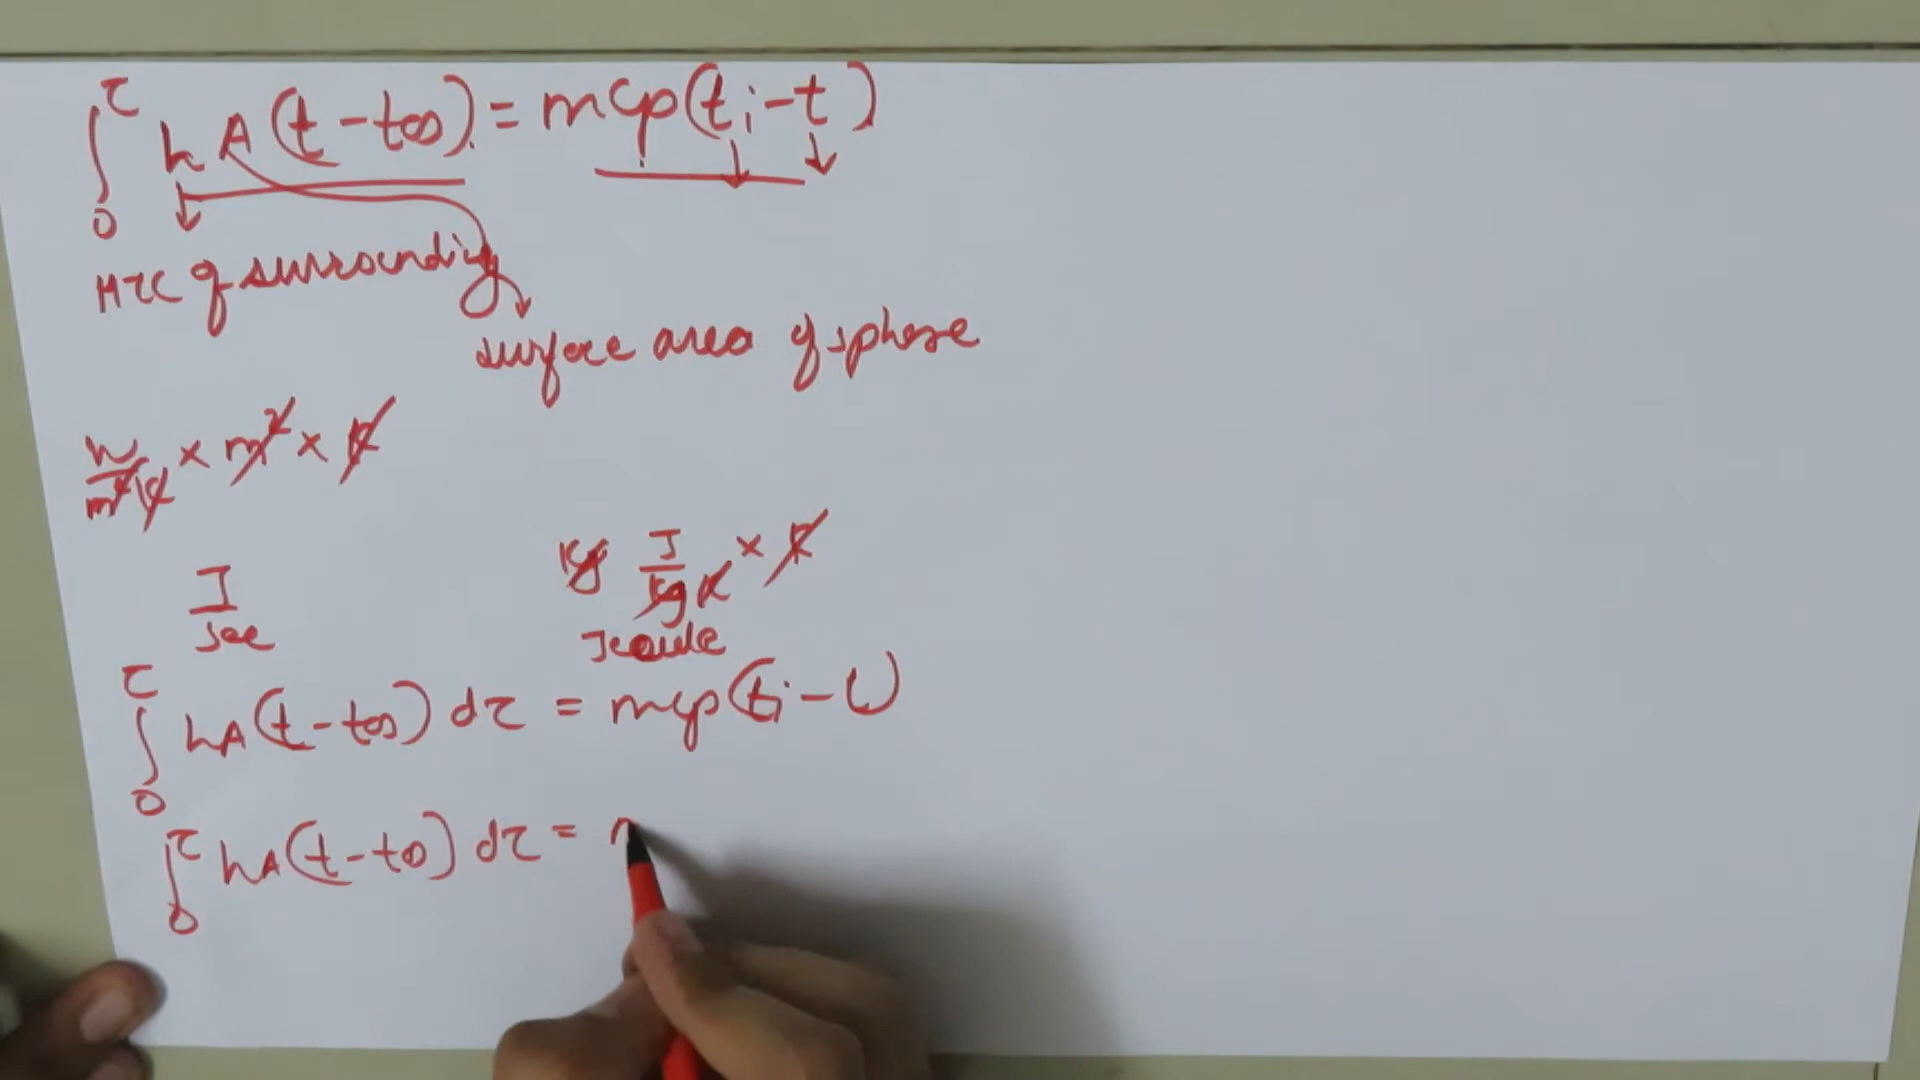 ∫₀^τ hA(t-t∞) = mcp(ti-t)
HTC of surrounding
surface area of sphere
W/m²K × m² × K
J/sec
Kg J/KgK × K
Joule
∫₀^τ hA(t-t∞)dτ = mcp(ti-t)
∫₀^τ hA(t-t∞)dτ = m